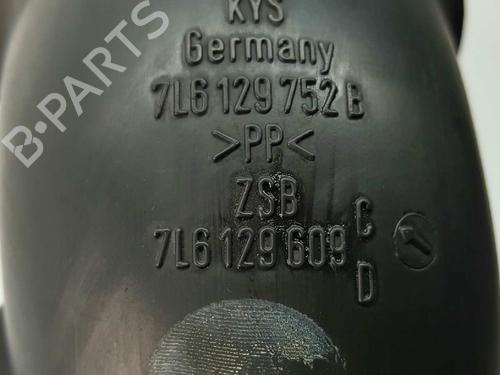 KYS
Germany
7L6 129 752 B
>PP<
ZSB
7L6 129 609 C
D
B-PARTS